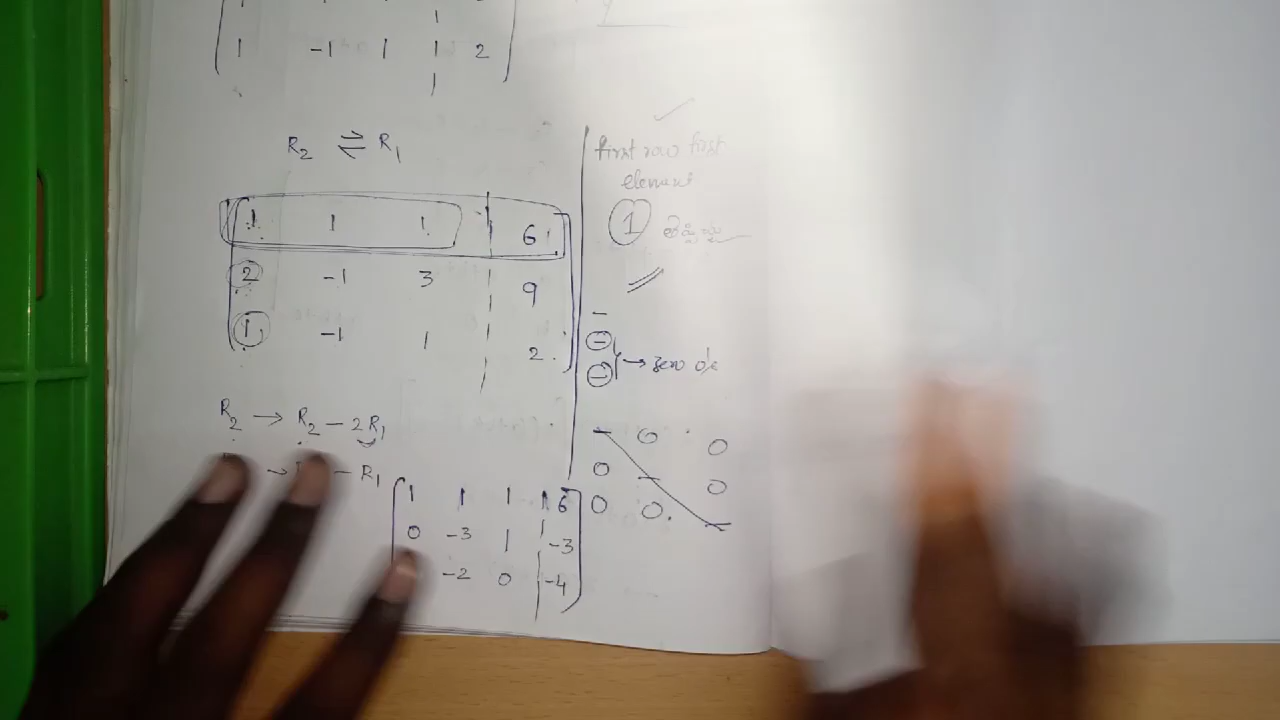 1 -1 1 | 2
R₂ ⇌ R₁
1 1 1 | 6
2 -1 3 | 9
1 -1 1 | 2
R₂ → R₂ - 2R₁
→ - R₁
1 1 1 | 6
0 -3 1 | -3
-2 0 | -4
first row first
element
1
→ zero
0 0
0 0
0 0